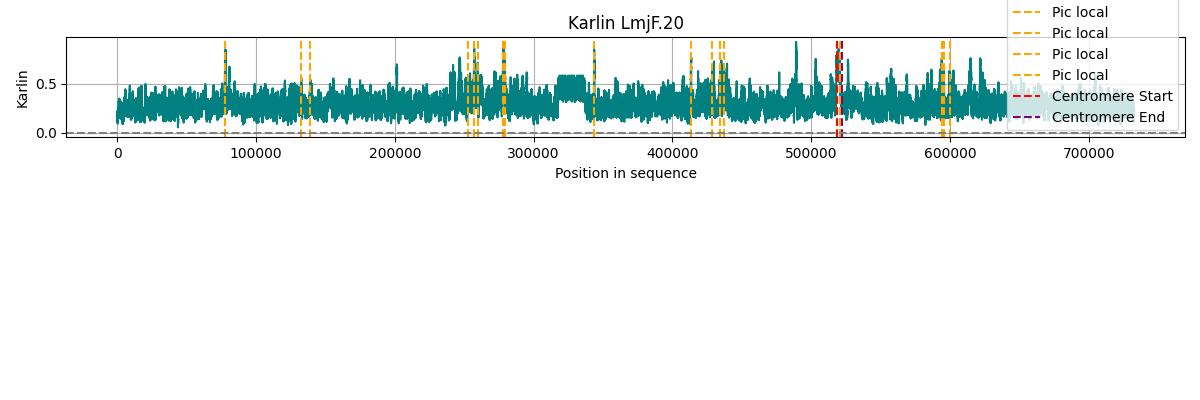 Karlin LmjF.20
Pic local
Pic local
Pic local
Pic local
Centromere Start
Centromere End
Karlin
0.5
0.0
0 100000 200000 300000 400000 500000 600000 700000
Position in sequence